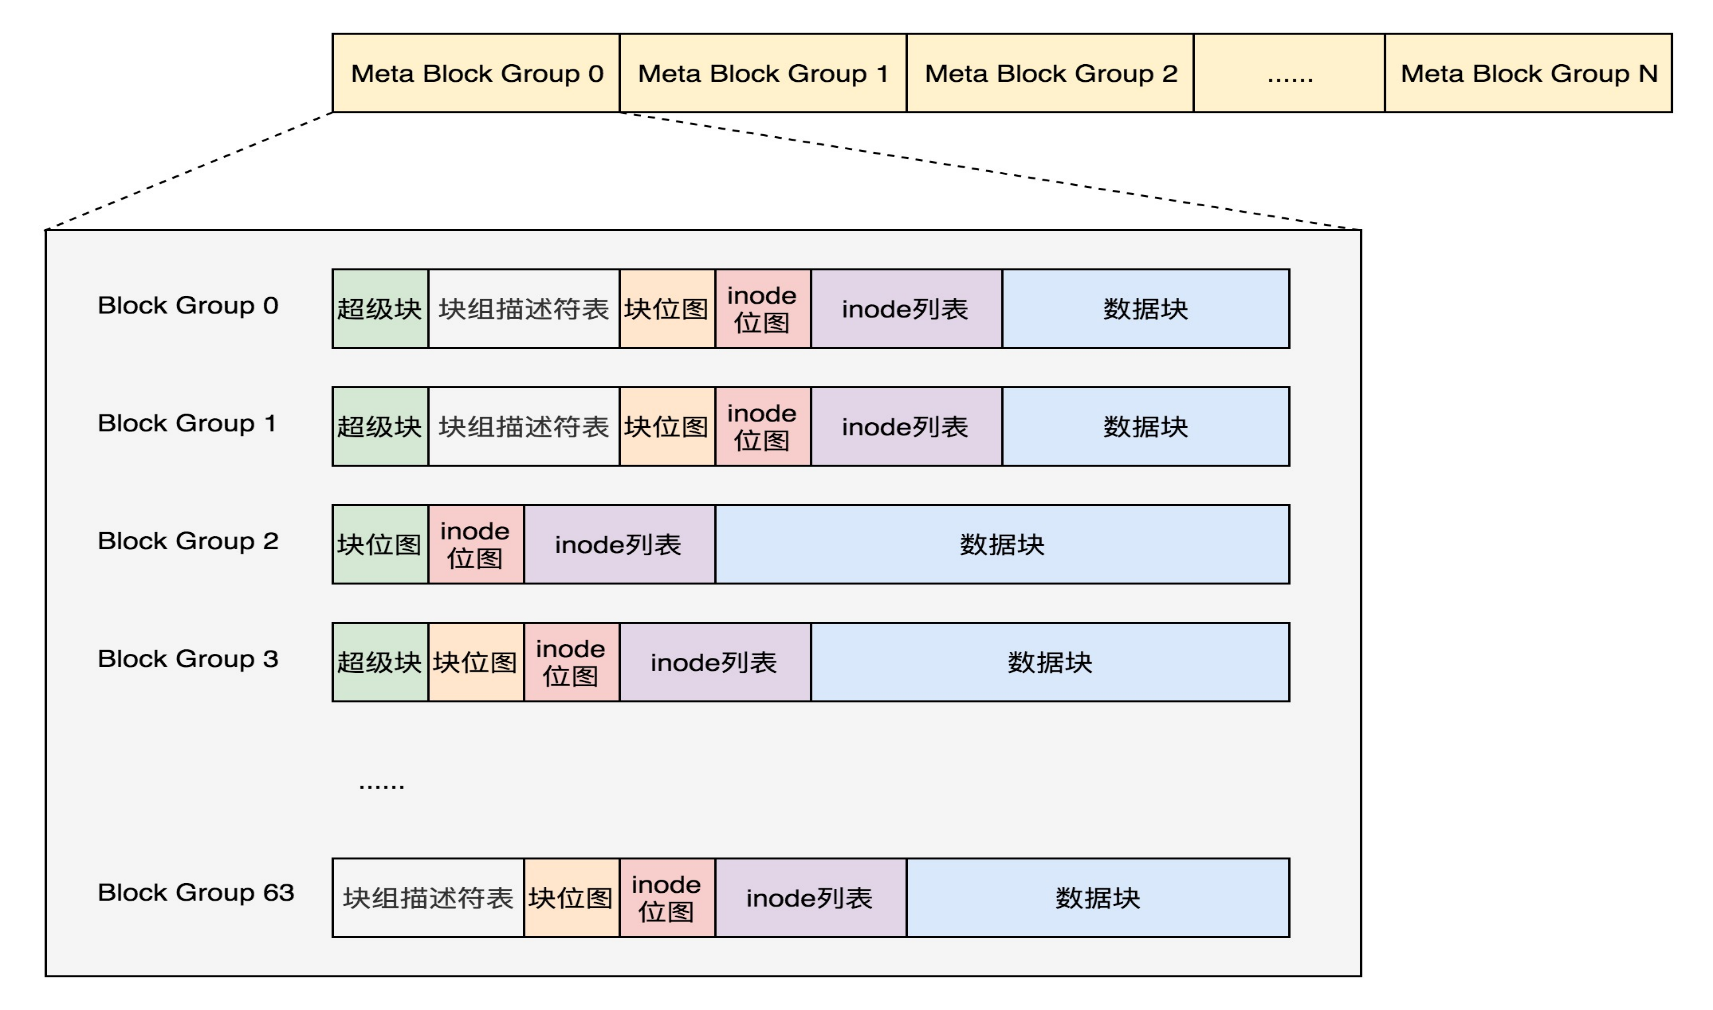 Meta Block Group 0 Meta Block Group 1 Meta Block Group 2 ...... Meta Block Group N
Block Group 0
超级块 块组描述符表 块位图 inode
位图 inode列表 数据块
Block Group 1
超级块 块组描述符表 块位图 inode
位图 inode列表 数据块
Block Group 2
块位图 inode
位图 inode列表 数据块
Block Group 3
超级块 块位图 inode
位图 inode列表 数据块
......
Block Group 63
块组描述符表 块位图 inode
位图 inode列表 数据块